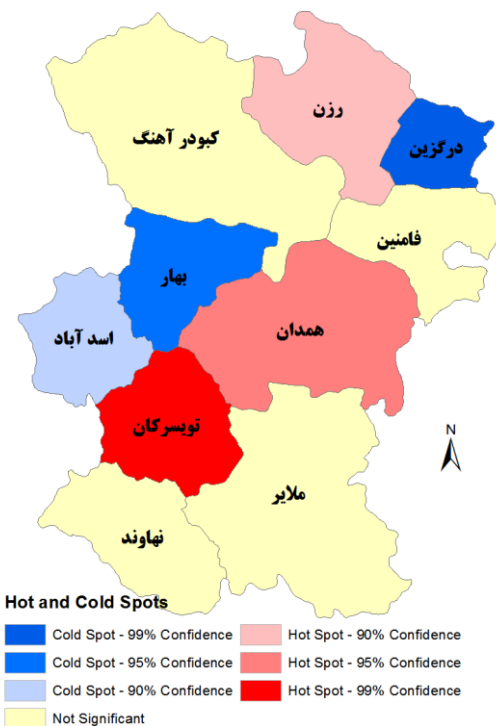 رزن
کبودر آهنگ
درگزین
فامنین
بهار
همدان
اسد آباد
تویسرکان
ملایر
نهاوند
N
Hot and Cold Spots
Cold Spot - 99% Confidence
Cold Spot - 95% Confidence
Cold Spot - 90% Confidence
Not Significant
Hot Spot - 90% Confidence
Hot Spot - 95% Confidence
Hot Spot - 99% Confidence